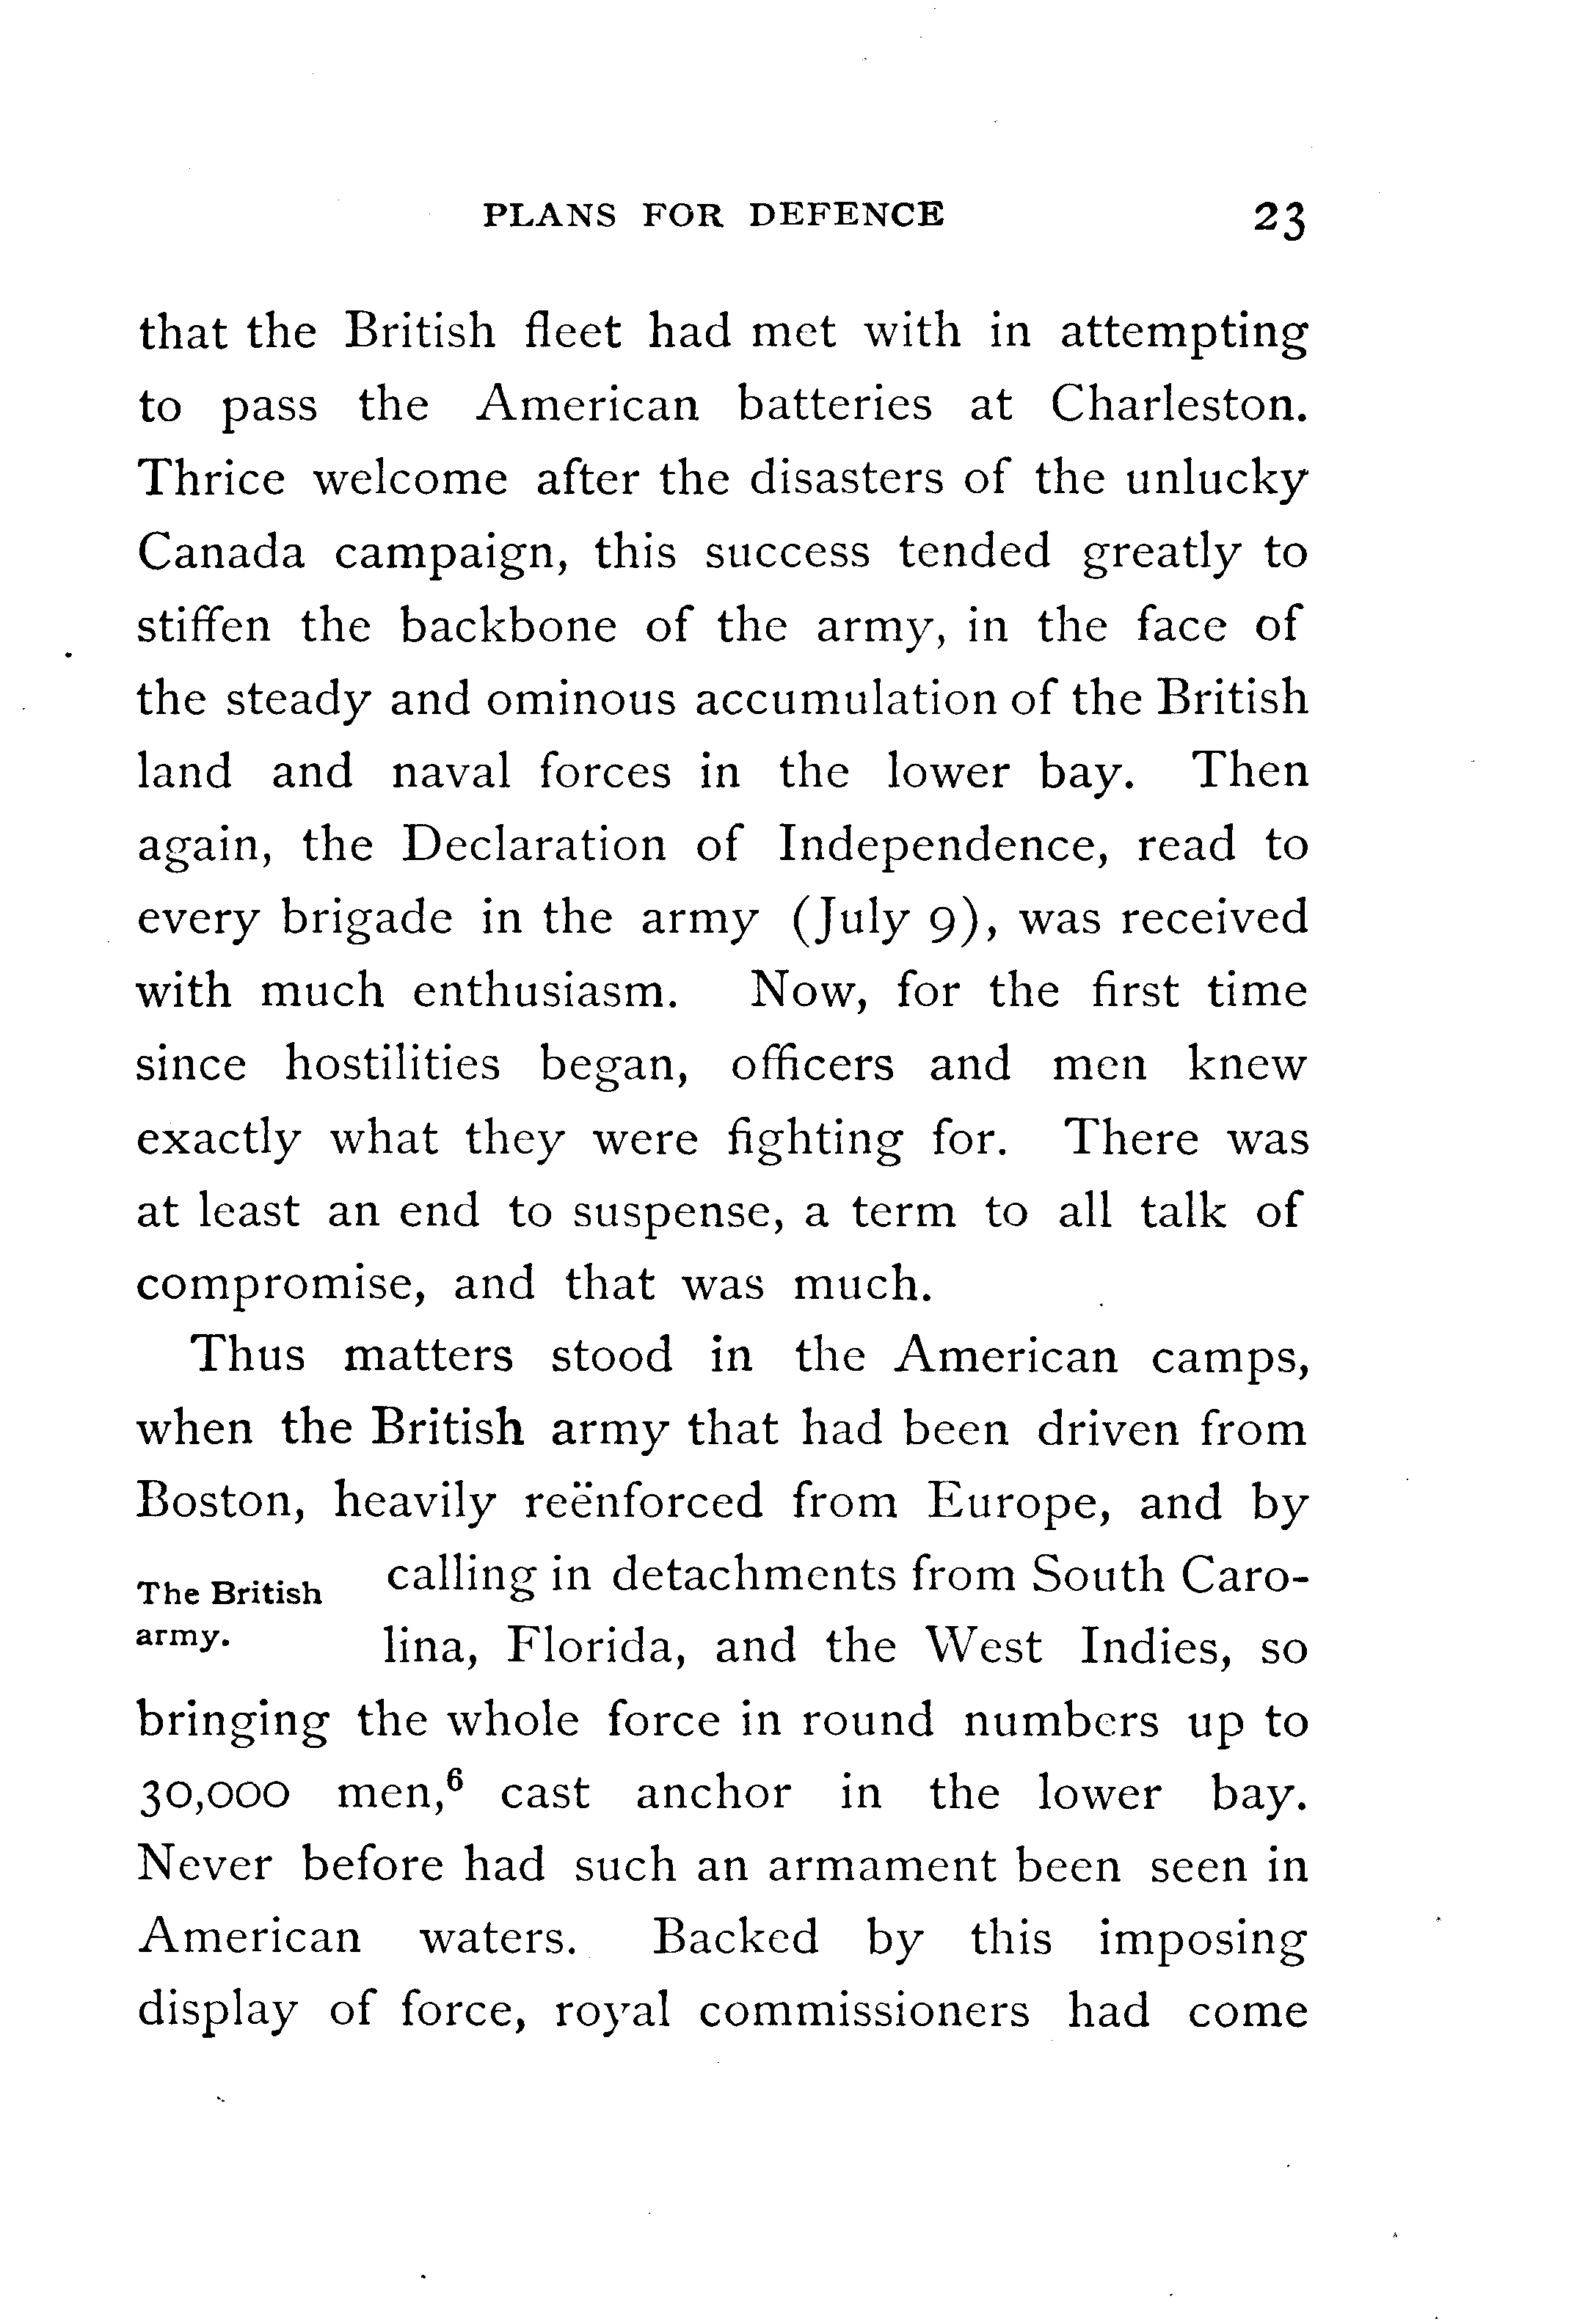 PLANS FOR DEFENCE 23
that the British fleet had met with in attempting
to pass the American batteries at Charleston.
Thrice welcome after the disasters of the unlucky
Canada campaign, this success tended greatly to
stiffen the backbone of the army, in the face of
the steady and ominous accumulation of the British
land and naval forces in the lower bay. Then
again, the Declaration of Independence, read to
every brigade in the army (July 9), was received
with much enthusiasm. Now, for the first time
since hostilities began, officers and men knew
exactly what they were fighting for. There was
at least an end to suspense, a term to all talk of
compromise, and that was much.
Thus matters stood in the American camps,
when the British army that had been driven from
Boston, heavily reënforced from Europe, and by
The British
army.
calling in detachments from South Caro-
lina, Florida, and the West Indies, so
bringing the whole force in round numbers up to
30,000 men,⁶ cast anchor in the lower bay.
Never before had such an armament been seen in
American waters. Backed by this imposing
display of force, royal commissioners had come